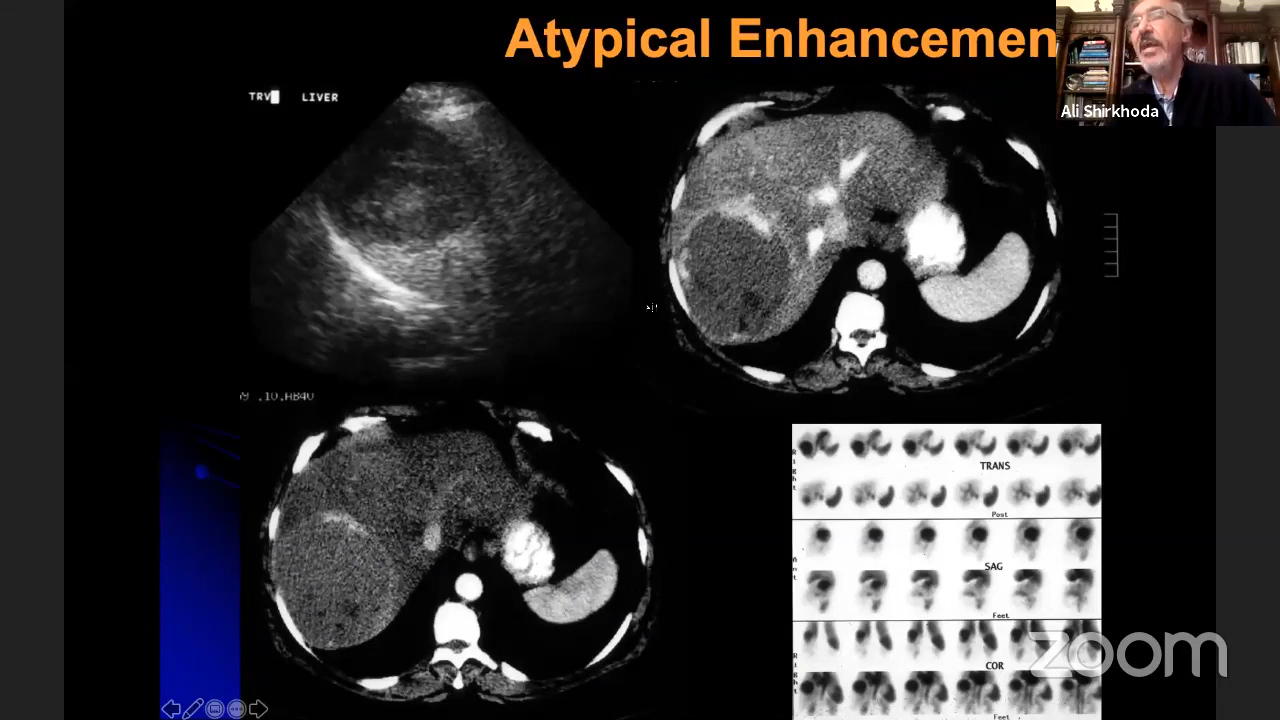 Atypical Enhancemen
Ali Shirkhoda
TRV LIVER
TRANS
Post
SAG
Feet
COR
Feet
zoom